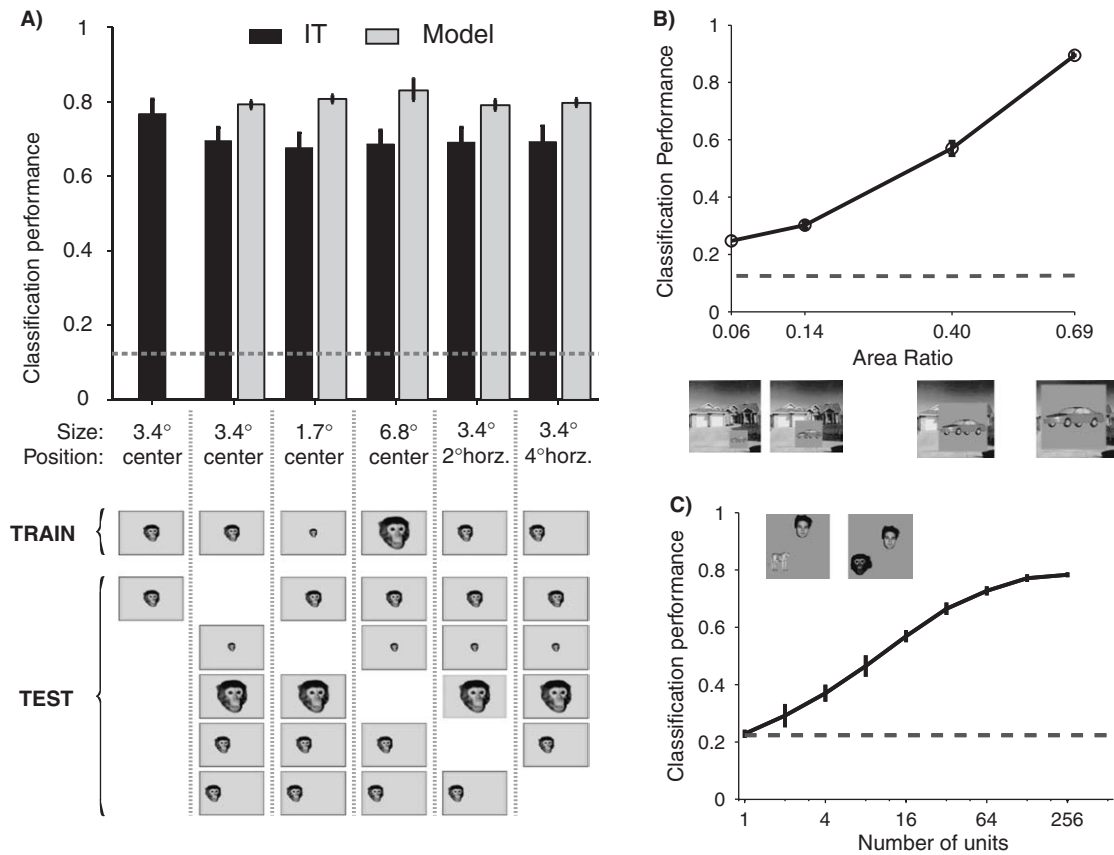 A)
IT Model
1
0.8
0.6
0.4
0.2
0
Classification performance
Size: 3.4° 3.4° 1.7° 6.8° 3.4° 3.4°
Position: center center center center 2°horz. 4°horz.
TRAIN
TEST
B)
1
0.8
0.6
0.4
0.2
0
Classification Performance
0.06 0.14 0.40 0.69
Area Ratio
C)
1
0.8
0.6
0.4
0.2
0
Classification performance
1 4 16 64 256
Number of units